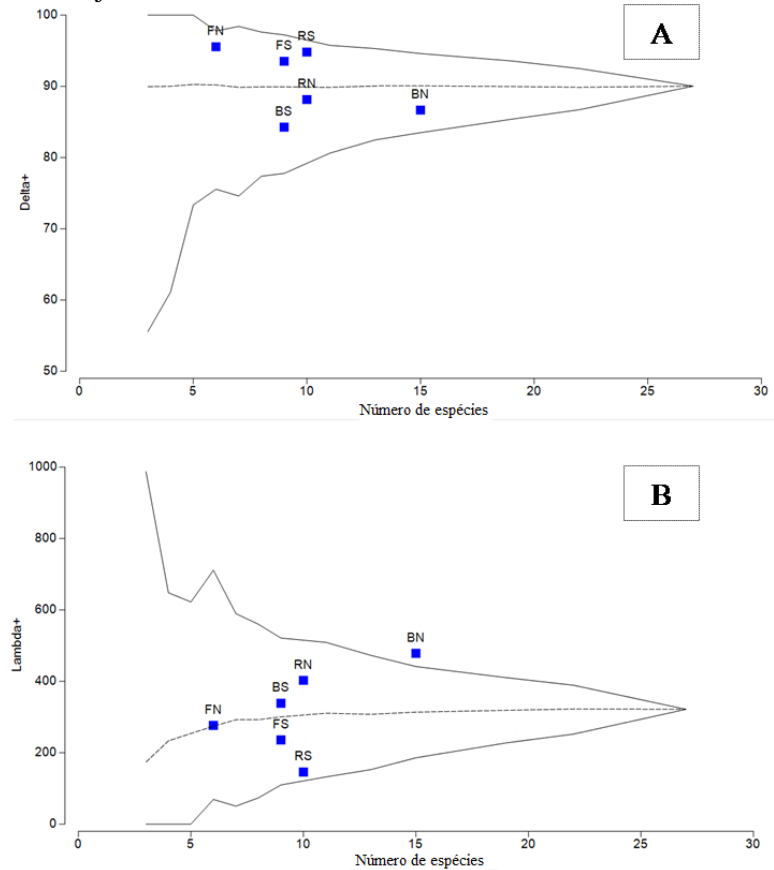 A
100
90
80
70
60
50
Delta+
FN
RS
FS
RN
BS
BN
0 5 10 15 20 25 30
Número de espécies
B
1000
800
600
400
200
0
Lambda+
BN
RN
BS
FN
FS
RS
0 5 10 15 20 25 30
Número de espécies